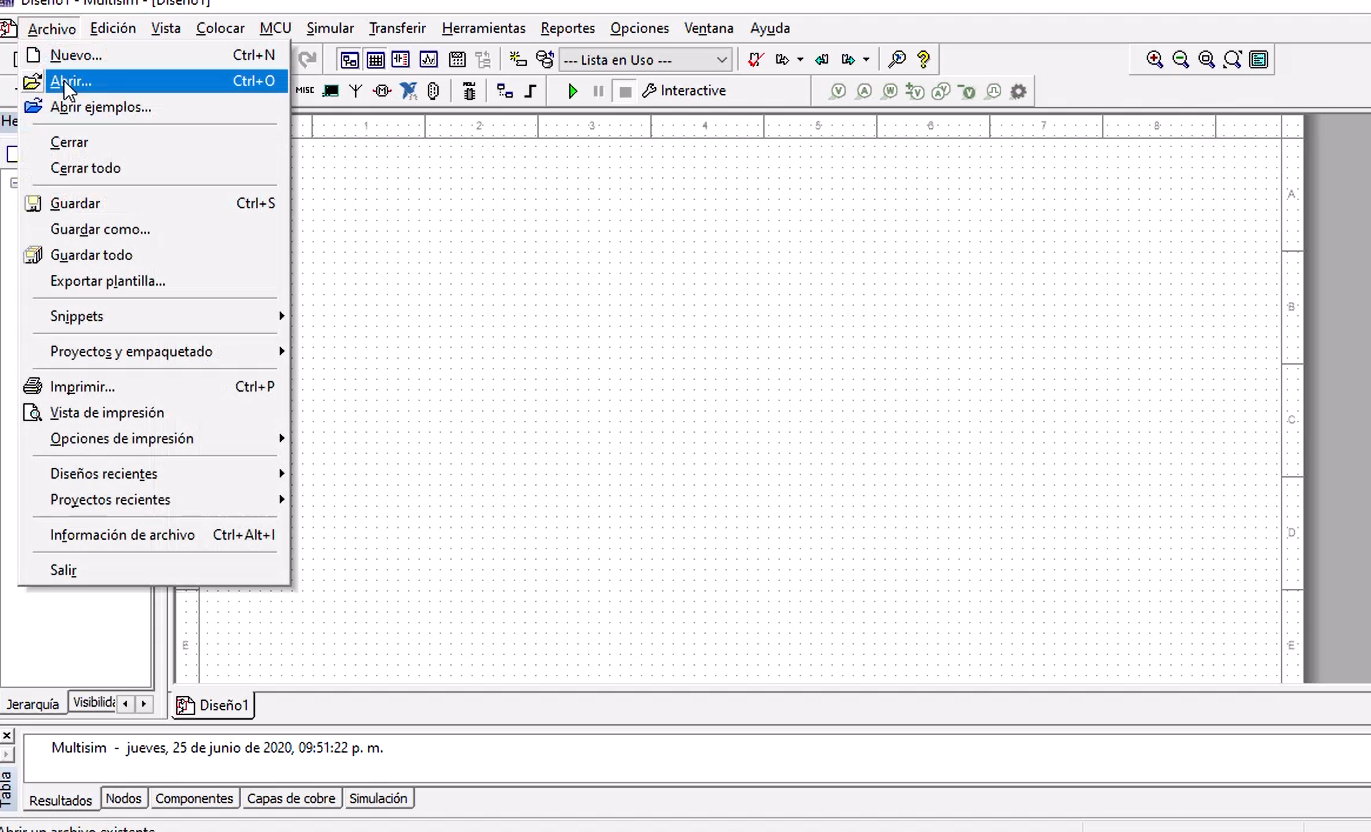 Diseño1 - Multisim - [Diseño1]
Archivo Edición Vista Colocar MCU Simular Transferir Herramientas Reportes Opciones Ventana Ayuda
Nuevo... Ctrl+N
--- Lista en Uso ---
Abrir... Ctrl+O
MISC
Interactive
Abrir ejemplos...
He
1 2 3 4 5 6 7 8
Cerrar
Cerrar todo
A
Guardar Ctrl+S
Guardar como...
Guardar todo
Exportar plantilla...
B
Snippets
Proyectos y empaquetado
Imprimir... Ctrl+P
Vista de impresión
C
Opciones de impresión
Diseños recientes
Proyectos recientes
Información de archivo Ctrl+Alt+I
D
Salir
E E
Jerarquía Visibilid
Diseño1
Multisim - jueves, 25 de junio de 2020, 09:51:22 p. m.
Tabla
Resultados Nodos Componentes Capas de cobre Simulación
Abrir un archivo existente